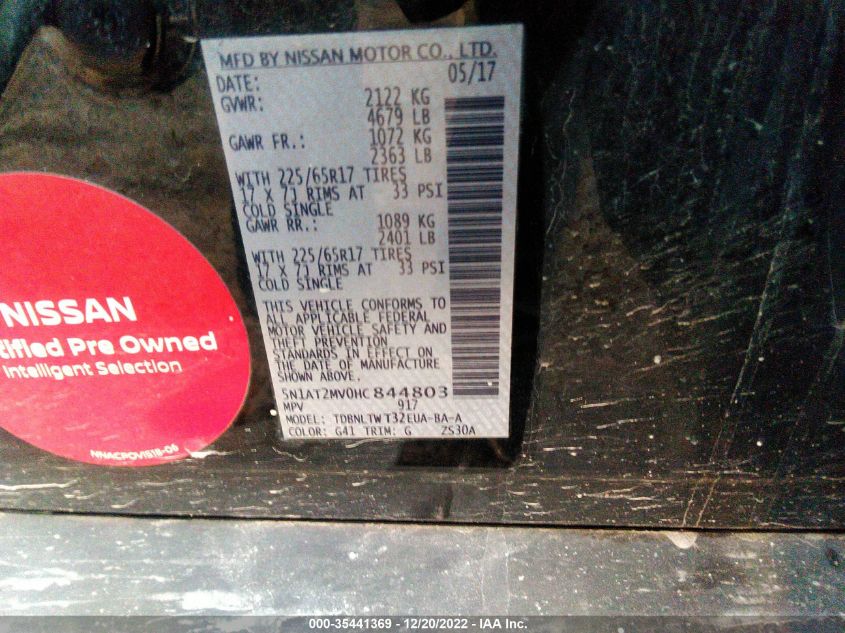 MFD BY NISSAN MOTOR CO., LTD.
DATE: 05/17
GVWR: 2122 KG
4679 LB
GAWR FR.: 1072 KG
2363 LB
WITH 225/65R17 TIRES
17 X 7J RIMS AT 33 PSI
COLD SINGLE
GAWR RR.: 1089 KG
2401 LB
WITH 225/65R17 TIRES
17 X 7J RIMS AT 33 PSI
COLD SINGLE
THIS VEHICLE CONFORMS TO
ALL APPLICABLE FEDERAL
MOTOR VEHICLE SAFETY AND
THEFT PREVENTION
STANDARDS IN EFFECT ON
THE DATE OF MANUFACTURE
SHOWN ABOVE.
5N1AT2MV0HC844803
MPV 917
MODEL: TDBNLTW T32EUA-BA-A
COLOR: G41 TRIM: G ZS30A
NISSAN
tified Pre Owned
Intelligent Selection
NNACPOV1518-06
000-35441369 - 12/20/2022 - IAA Inc.